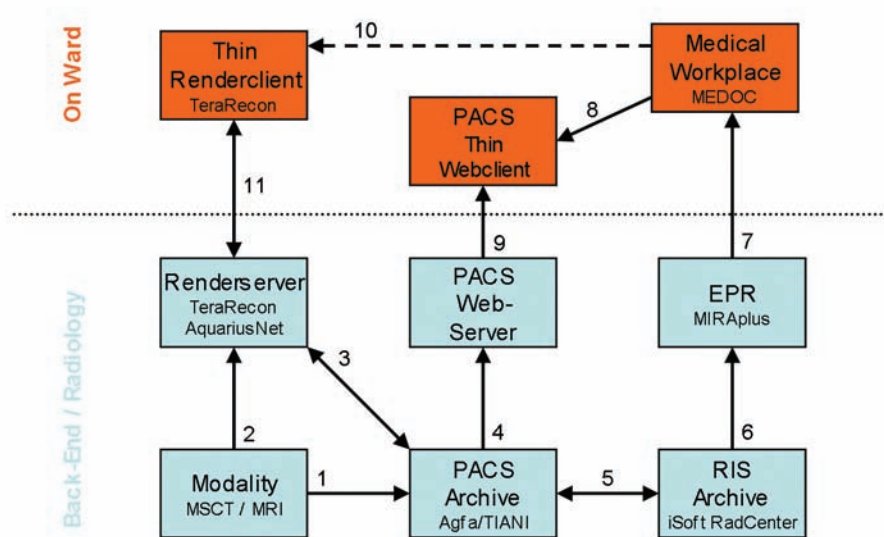 On Ward
Thin
Renderclient
TeraRecon
10
Medical
Workplace
MEDOC
8
PACS
Thin
Webclient
11
9
7
Back-End / Radiology
Renderserver
TeraRecon
AquariusNet
PACS
Web-
Server
EPR
MIRAplus
3
2
4
6
Modality
MSCT / MRI
1
PACS
Archive
Agfa/TIANI
5
RIS
Archive
iSoft RadCenter